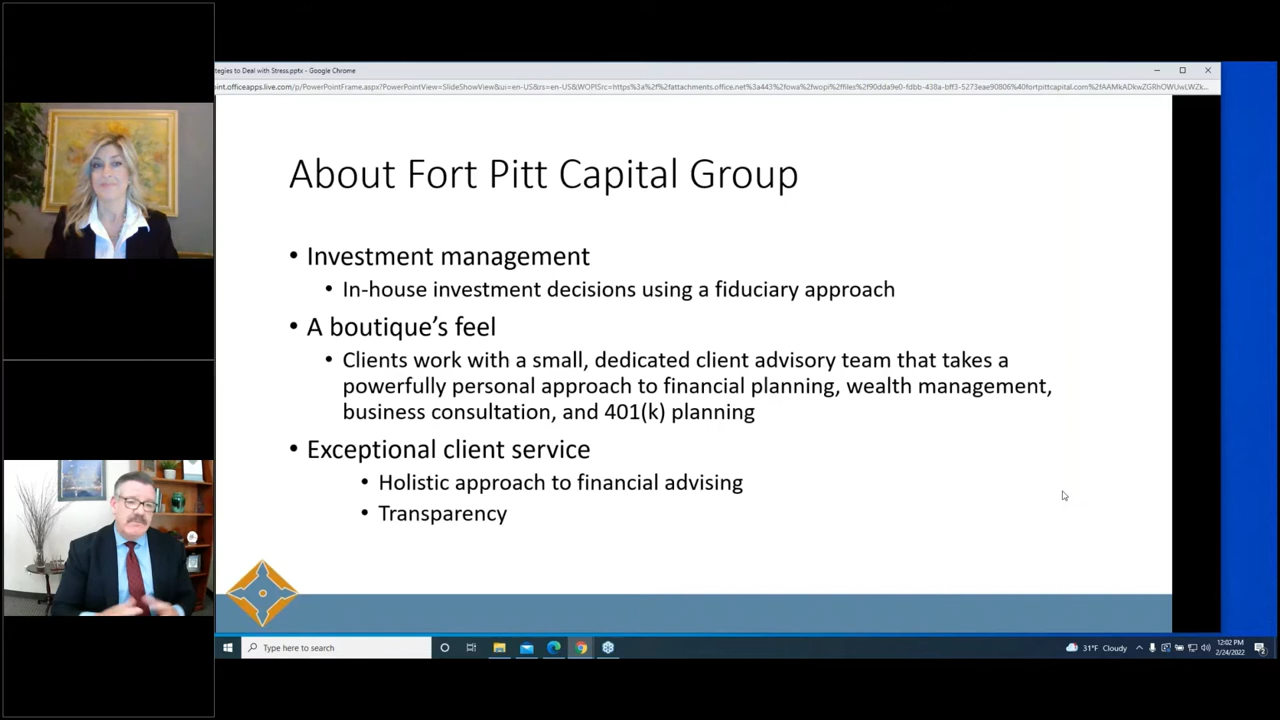 tegies to Deal with Stress.pptx - Google Chrome
About Fort Pitt Capital Group
• Investment management
• In-house investment decisions using a fiduciary approach
• A boutique's feel
• Clients work with a small, dedicated client advisory team that takes a
powerfully personal approach to financial planning, wealth management,
business consultation, and 401(k) planning
• Exceptional client service
• Holistic approach to financial advising
• Transparency
Type here to search
31°F Cloudy
12:02 PM
2/24/2022